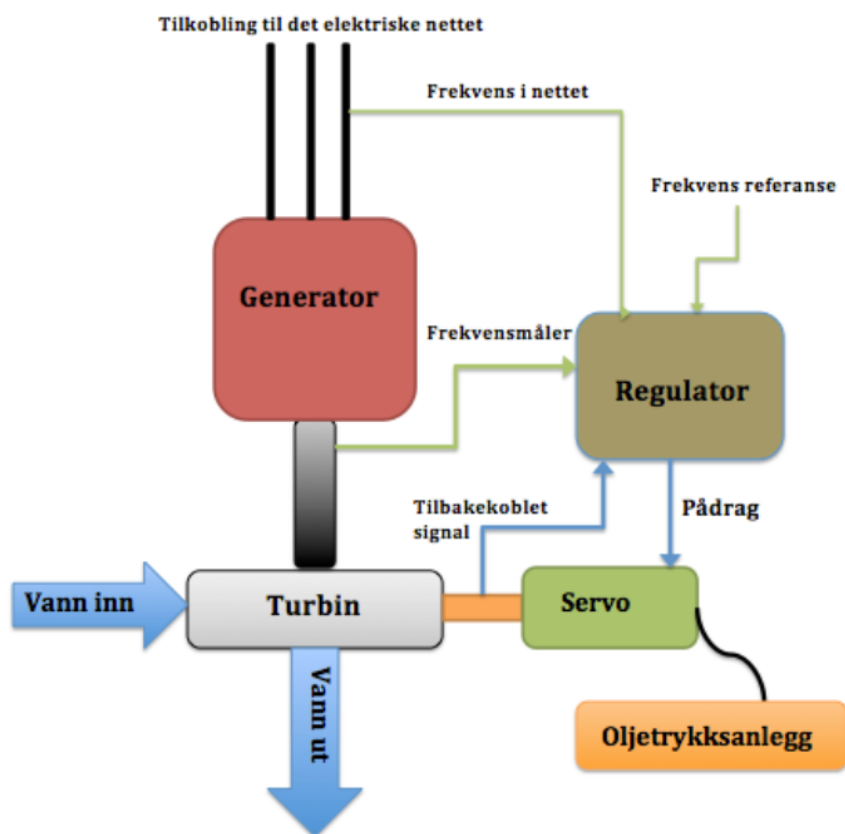 Tilkobling til det elektriske nettet
Frekvens i nettet
Frekvens referanse
Generator
Frekvensmåler
Regulator
Tilbakekoblet
signal
Pådrag
Vann inn
Turbin
Servo
Vann ut
Oljetrykksanlegg